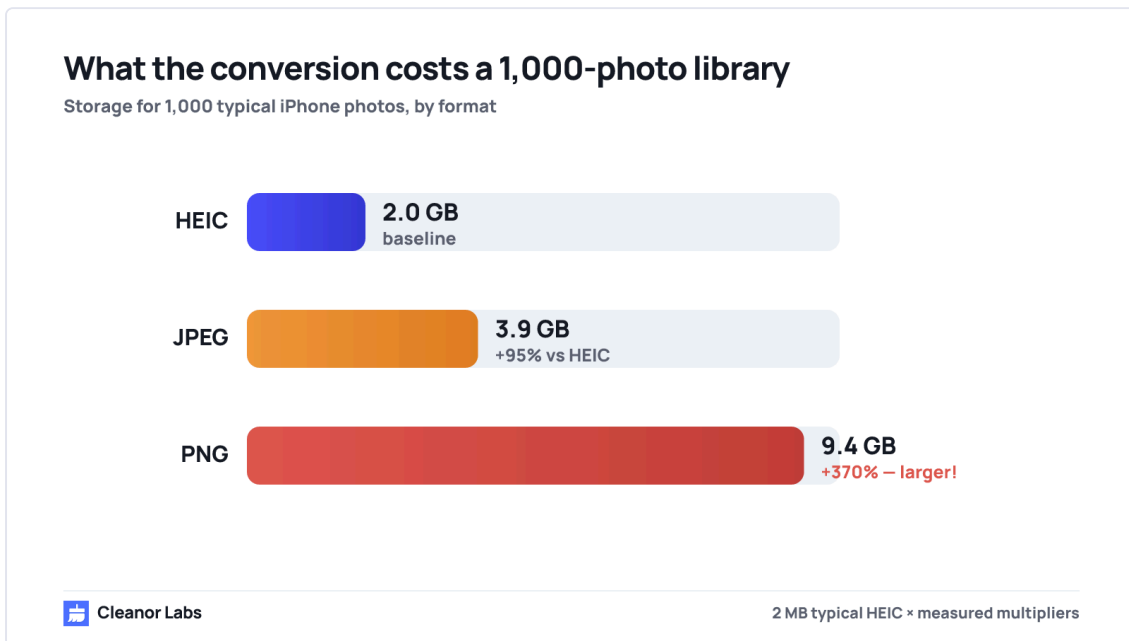 What the conversion costs a 1,000-photo library
Storage for 1,000 typical iPhone photos, by format
HEIC
2.0 GB
baseline
JPEG
3.9 GB
+95% vs HEIC
PNG
9.4 GB
+370% — larger!
Cleanor Labs
2 MB typical HEIC × measured multipliers